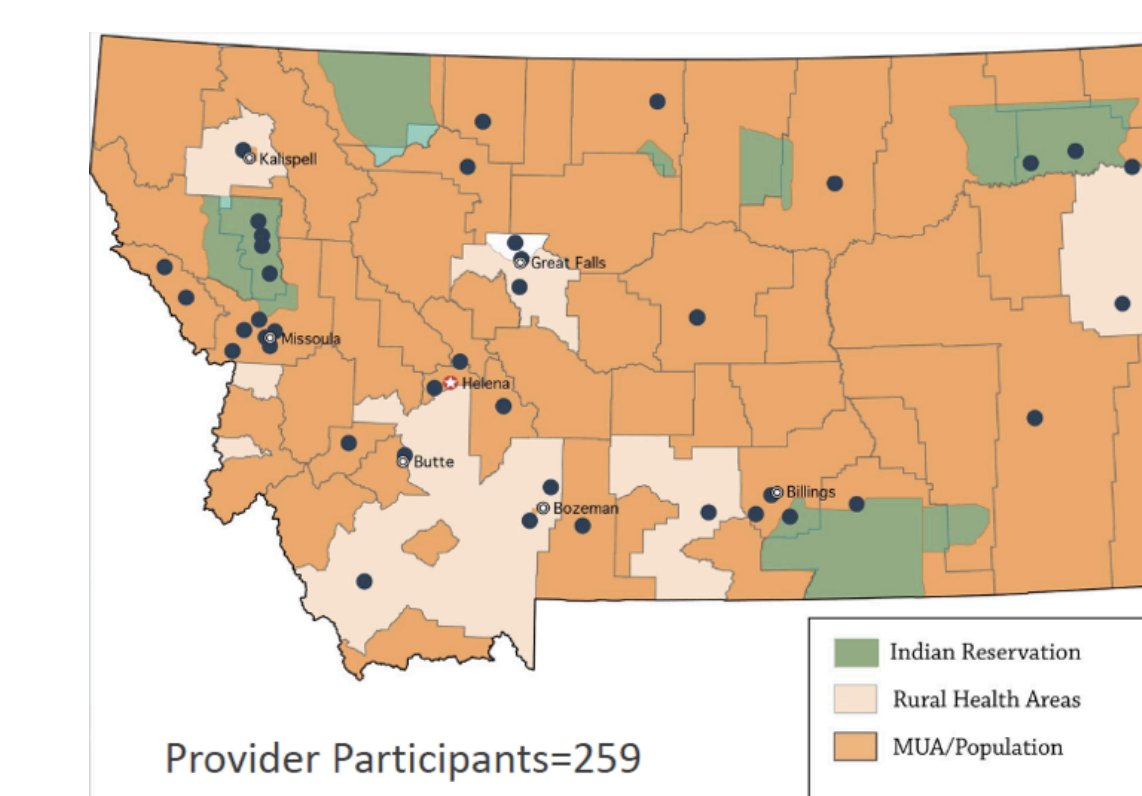 Kalispell
Great Falls
Missoula
Helena
Butte
Billings
Bozeman
Indian Reservation
Rural Health Areas
MUA/Population
Provider Participants=259